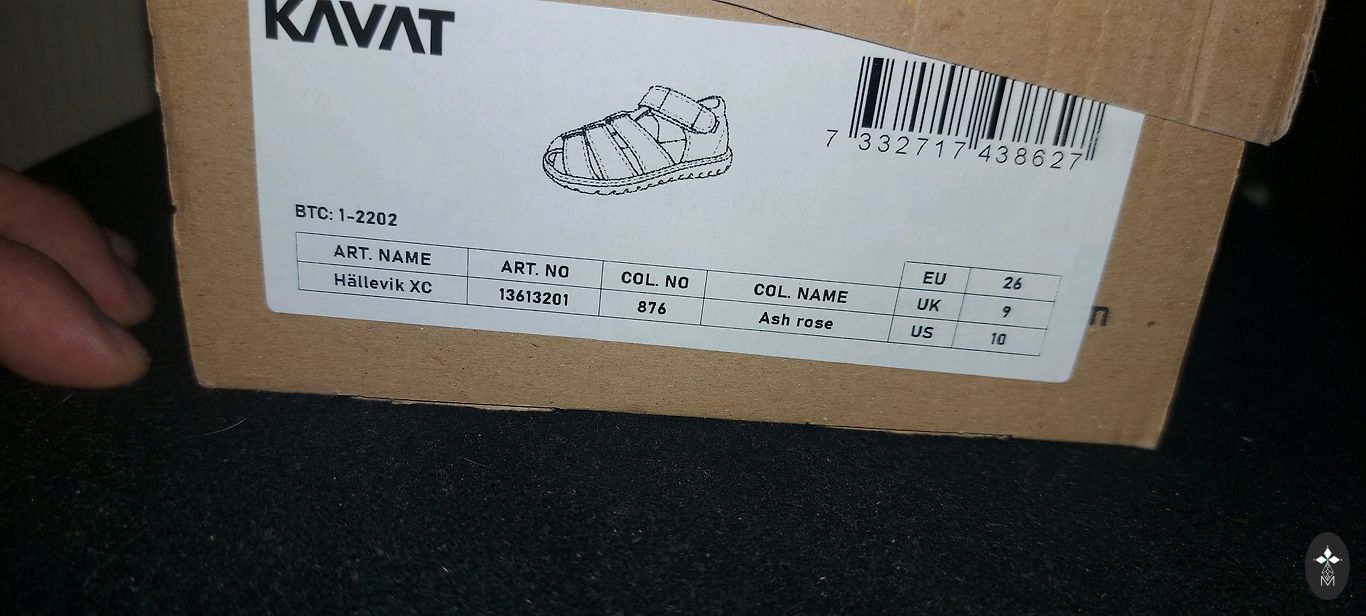 KAVAT
7 332717 438627
BTC: 1-2202
ART. NAME ART. NO COL. NO COL. NAME EU 26
Hällevik XC 13613201 876 Ash rose UK 9
US 10
n
M